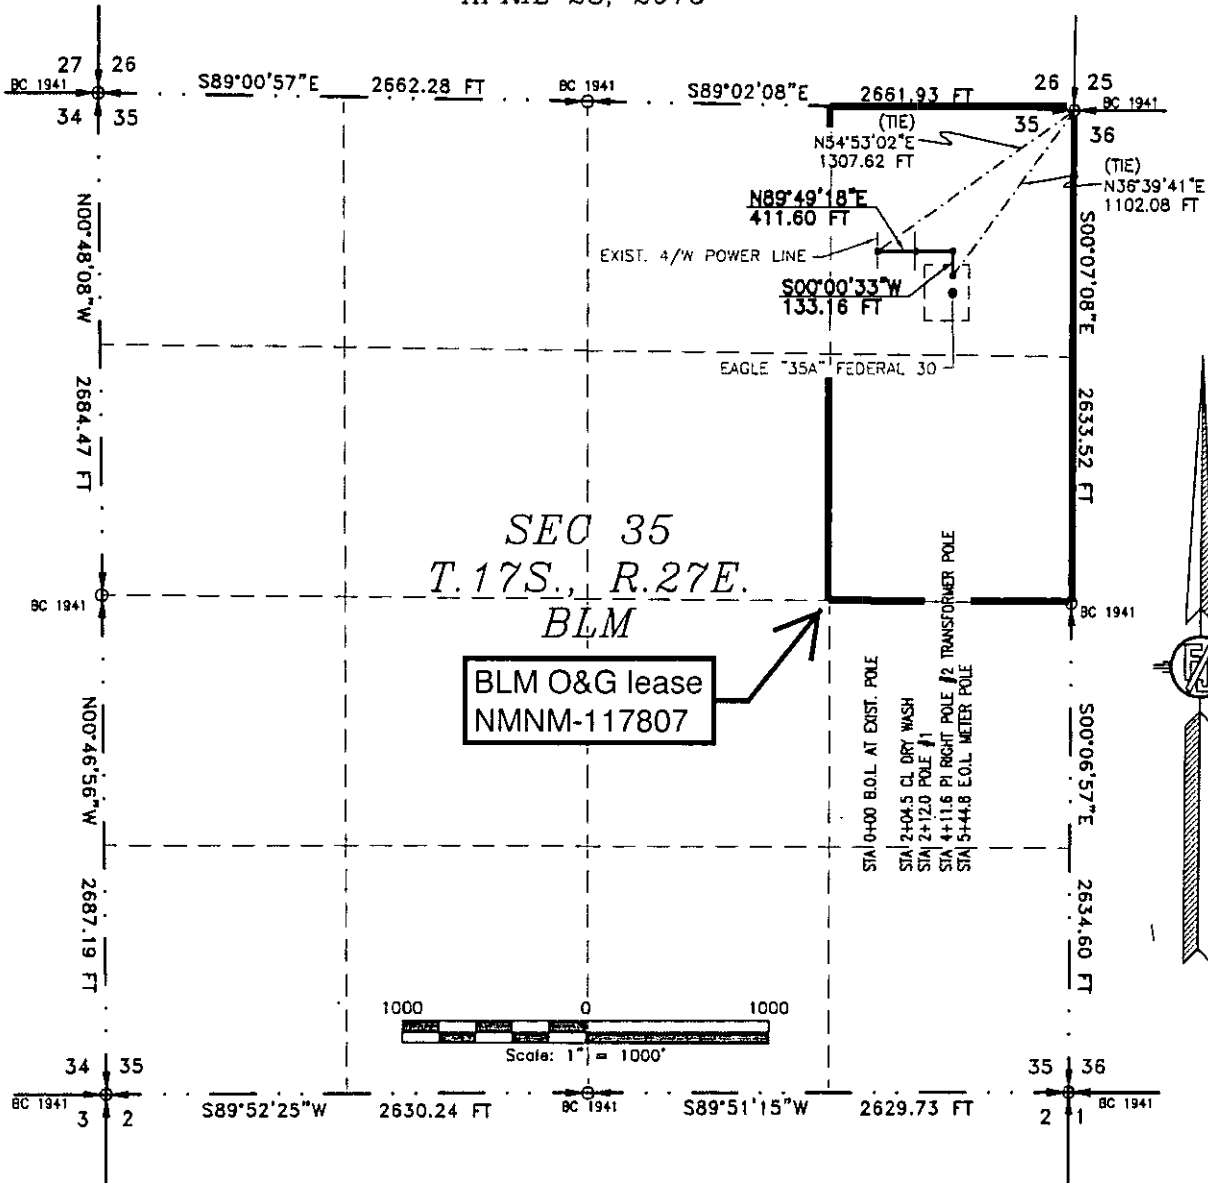 27 26
BC 1941
34 35
S89°00'57"E 2662.28 FT
BC 1941
S89°02'08"E 2661.93 FT
26 25
BC 1941
35 36
(TIE)
N54°53'02"E
1307.62 FT
(TIE)
N36°39'41"E
1102.08 FT
N89°49'18"E
411.60 FT
EXIST. 4/W POWER LINE
S00°00'33"W
133.16 FT
EAGLE "35A" FEDERAL 30
N00°48'08"W 2684.47 FT
S00°07'08"E 2633.52 FT
SEC 35
T.17S., R.27E.
BLM
BC 1941
BC 1941
BLM O&G lease
NMNM-117807
STA 0+00 B.O.L AT EXIST. POLE
STA 2+04.5 CL DRY WASH
STA 2+12.0 POLE #1
STA 4+11.6 PI RIGHT POLE #2 TRANSFORMER POLE
STA 5+44.8 E.O.L METER POLE
N00°46'56"W 2687.19 FT
S00°06'57"E 2634.60 FT
1000 0 1000
Scale: 1" = 1000'
34 35
BC 1941
3 2
S89°52'25"W 2630.24 FT
BC 1941
S89°51'15"W 2629.73 FT
35 36
BC 1941
2 1